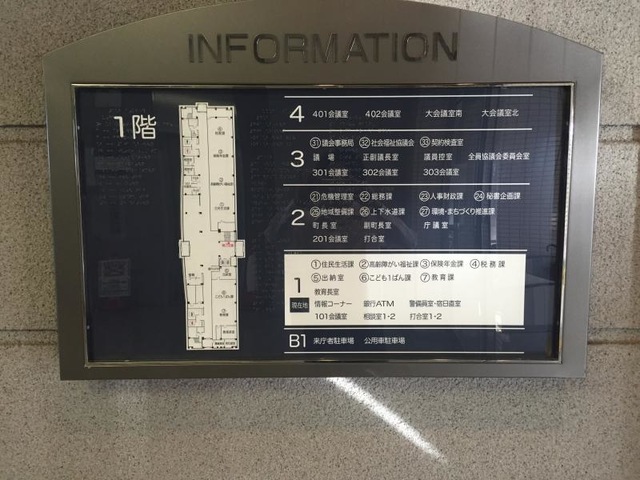 INFORMATION
1階
4 401会議室 402会議室 大会議室南 大会議室北
3 ㉛議会事務局 ㉜社会福祉協議会 ㉝契約検査室
議場 正副議長室 議員控室 全員協議会委員会室
301会議室 302会議室 303会議室
2 ㉑危機管理室 ㉒総務課 ㉓人事財政課 ㉔秘書企画課
㉕地域整備課 ㉖上下水道課 ㉗環境・まちづくり推進課
町長室 副町長室 庁議室
201会議室 打合室
1 現在地 ①住民生活課 ②高齢障がい福祉課 ③保険年金課 ④税務課
⑤出納室 ⑥こども1ばん課 ⑦教育課
教育長室
情報コーナー 銀行ATM 警備員室・宿日直室
101会議室 相談室1・2 打合室1・2
B1 来庁者駐車場 公用車駐車場